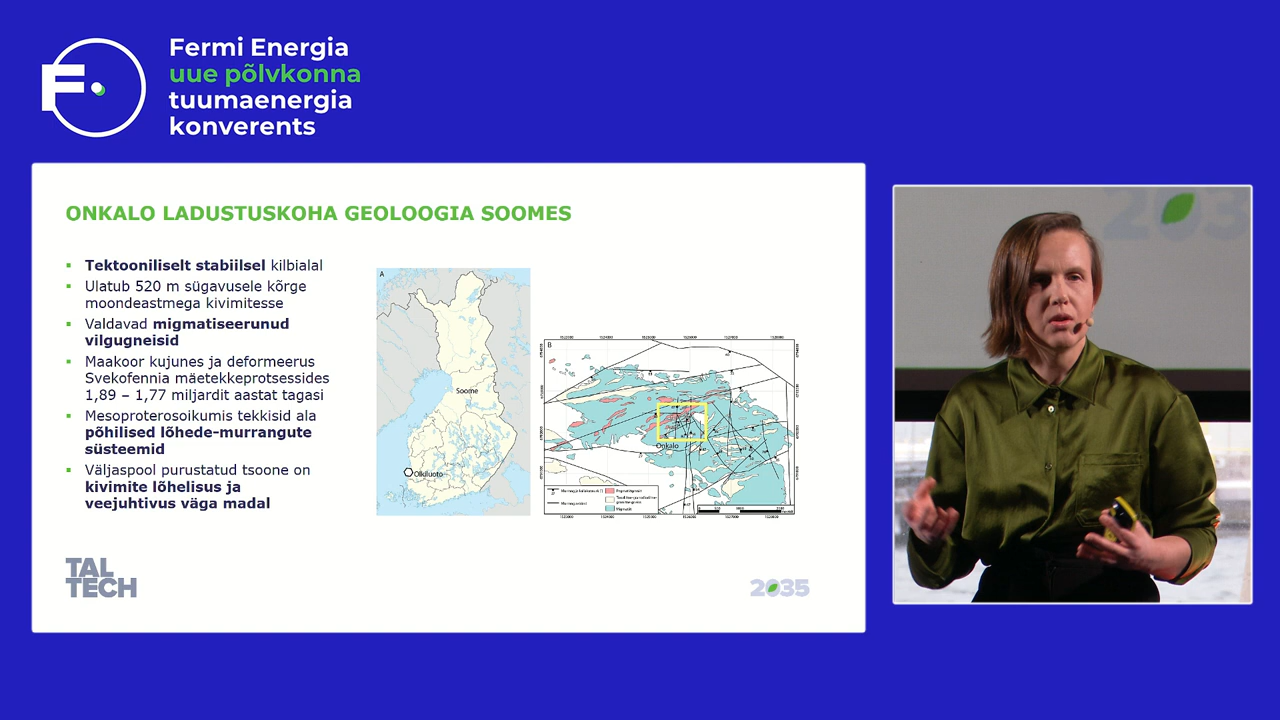 Fermi Energia
uue põlvkonna
tuumaenergia
konverents
ONKALO LADUSTUSKOHA GEOLOOGIA SOOMES
Tektooniliselt stabiilsel kilbialal
Ulatub 520 m sügavusele kõrge
moondeastmega kivimitesse
Valdavad migmatiseerunud
vilgugneisid
Maakoor kujunes ja deformeerus
Svekofennia mäetekkeprotsessides
1,89 – 1,77 miljardit aastat tagasi
Mesoproterosoikumis tekkisid ala
põhilised lõhede-murrangute
süsteemid
Väljaspool purustatud tsoone on
kivimite lõhelisus ja
veejuhtivus väga madal
A
Soome
Olkiluoto
B
Onkalo
TAL
TECH
2035
2035